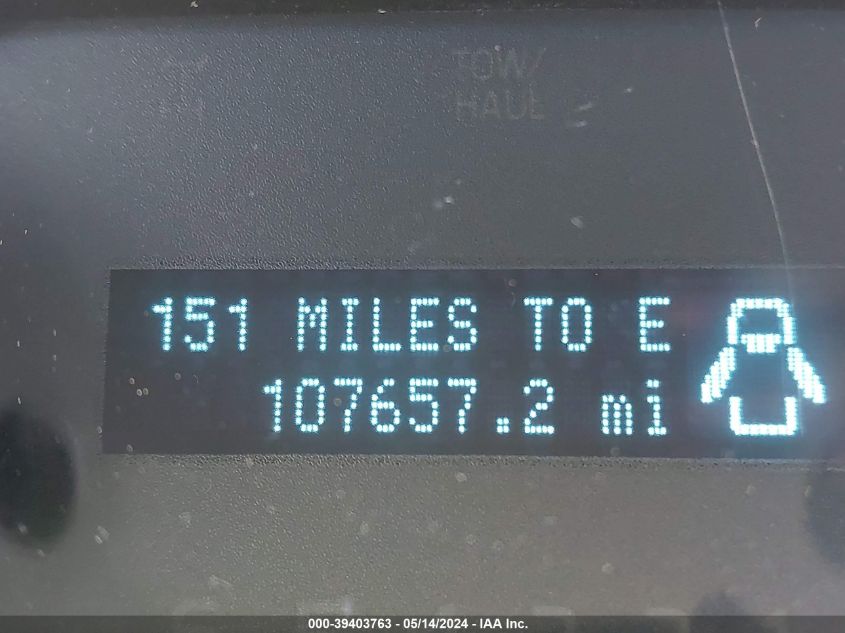 TOW/
HAUL
151 MILES TO E
107657.2 mi
000-39403763 - 05/14/2024 - IAA Inc.